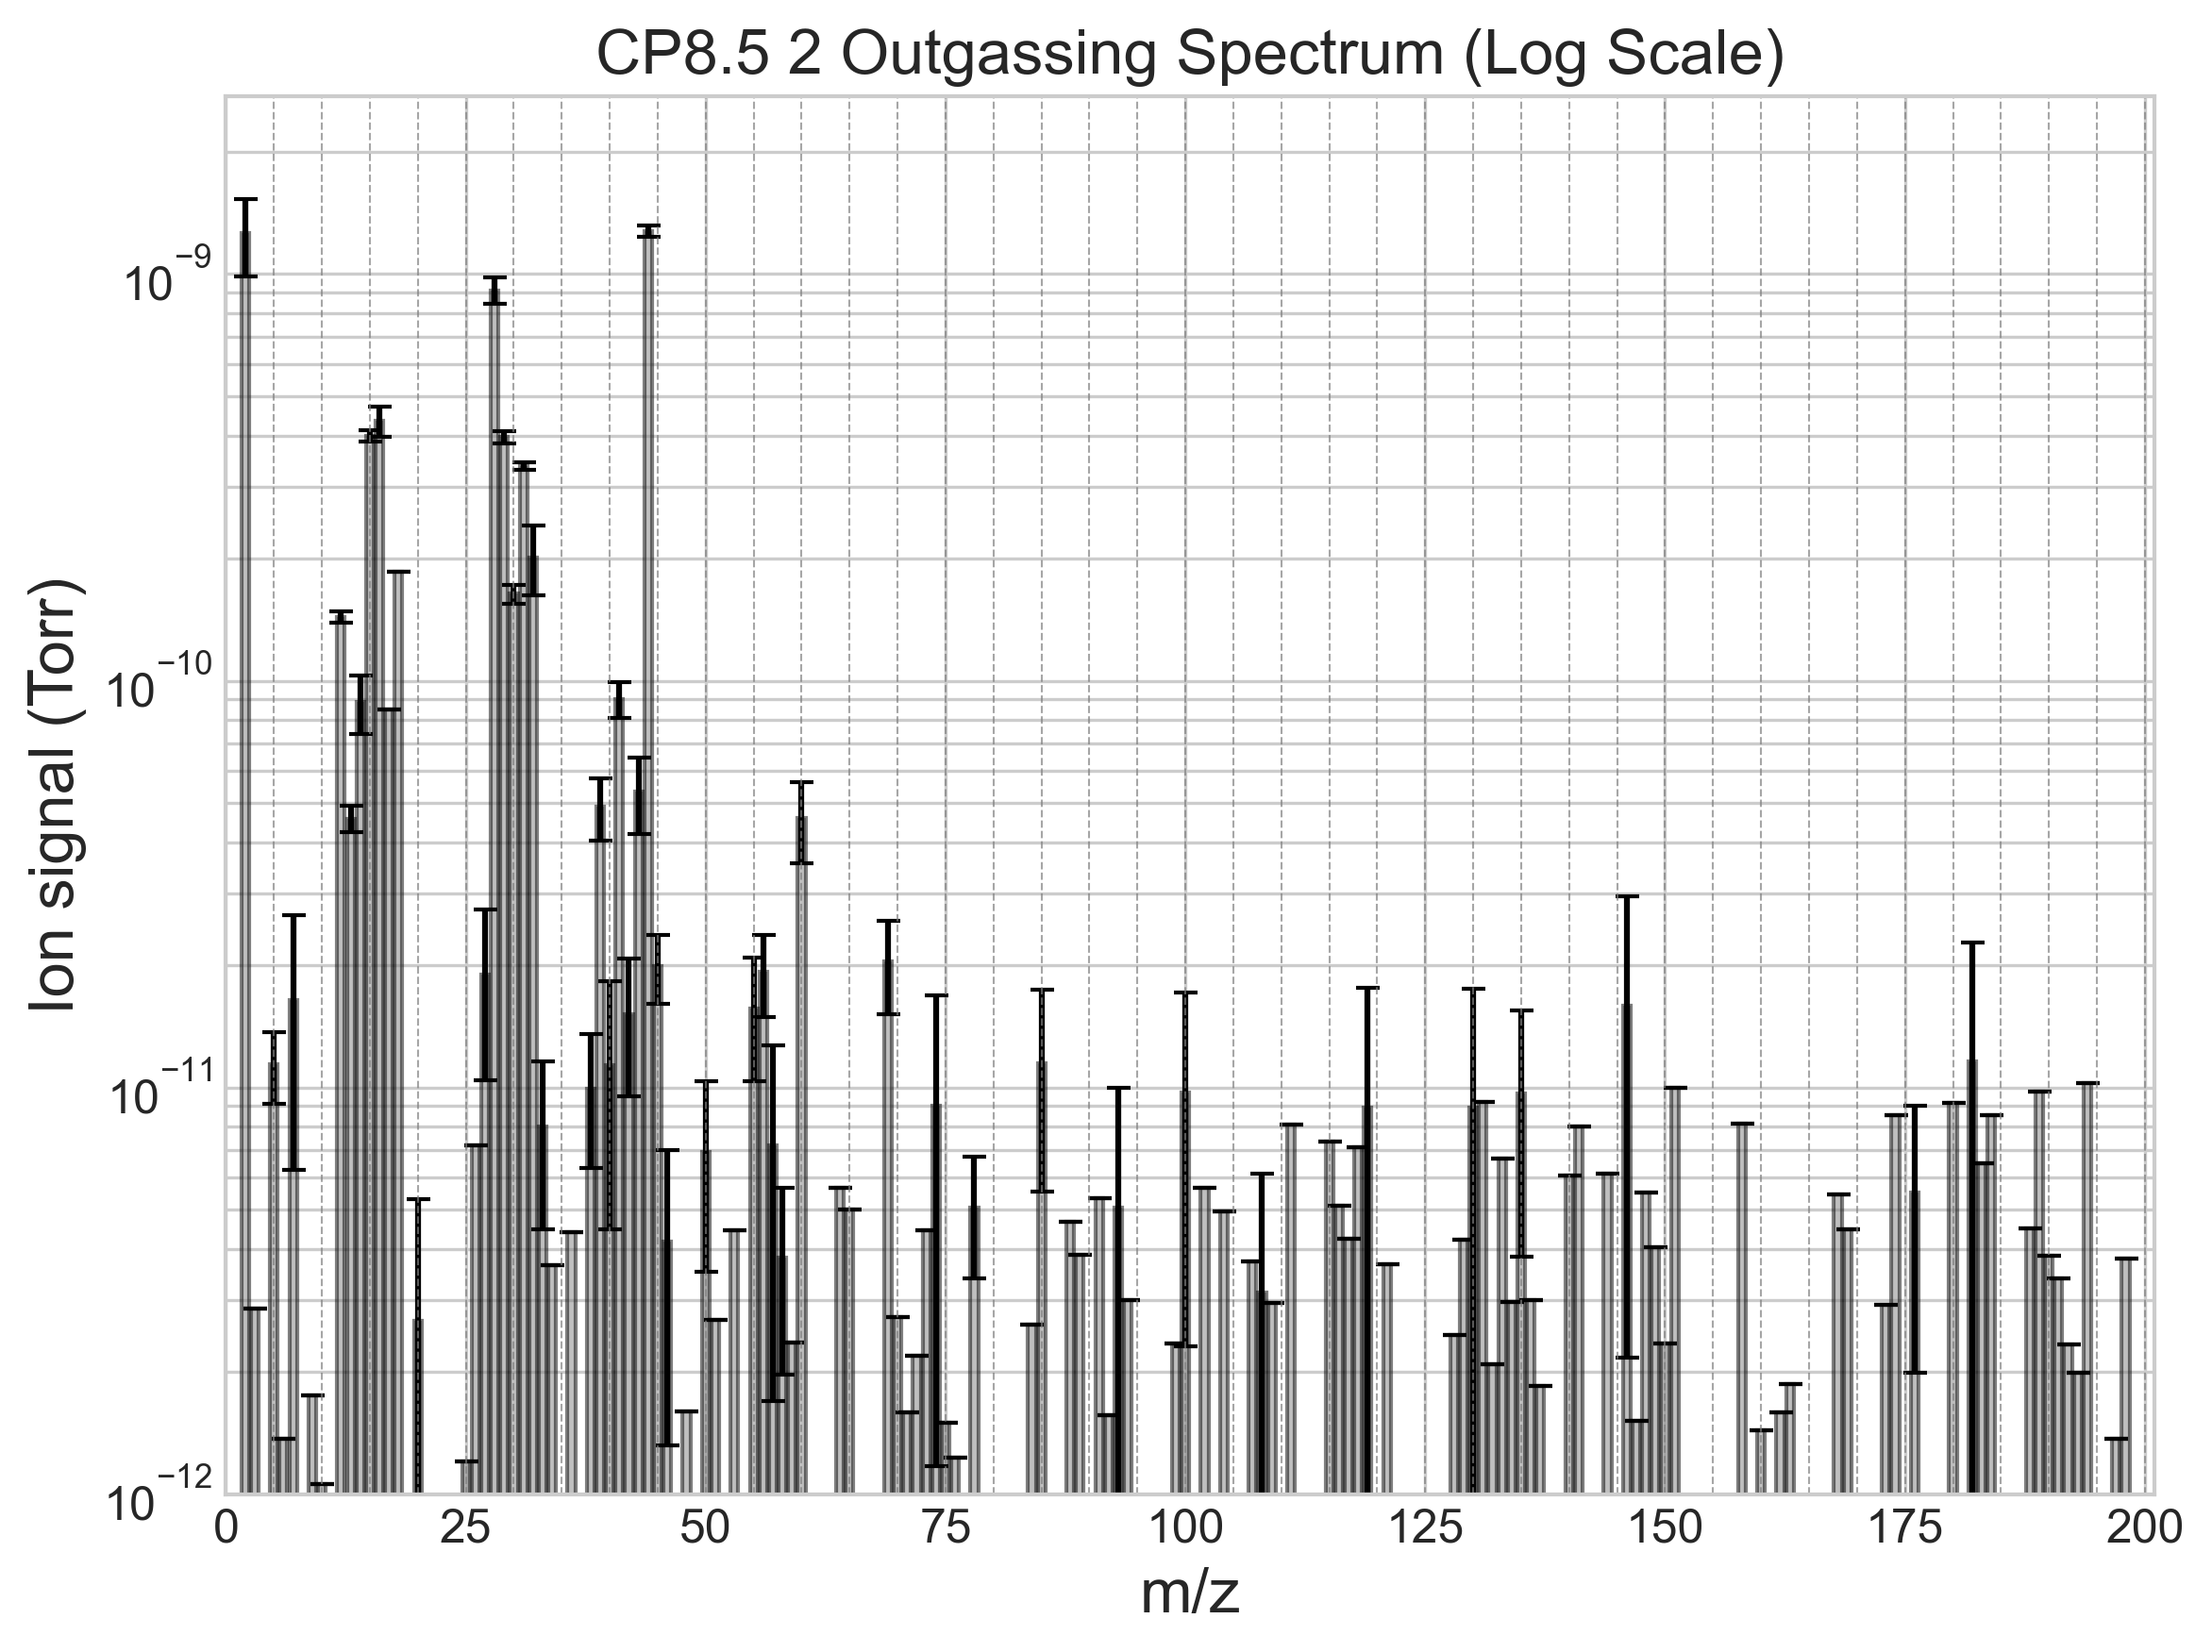 CP8.5 2 Outgassing Spectrum (Log Scale)
Ion signal (Torr)
10⁻⁹
10⁻¹⁰
10⁻¹¹
10⁻¹²
0 25 50 75 100 125 150 175 200
m/z